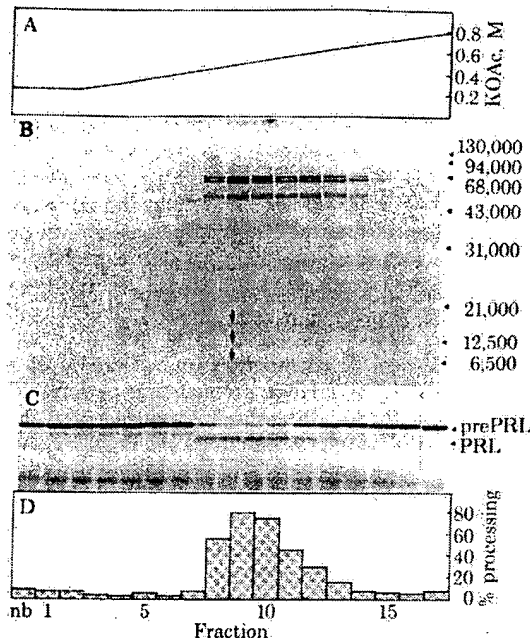 A
0.8
0.6
0.4
0.2
KOAc, M
B
130,000
94,000
68,000
43,000
31,000
21,000
12,500
6,500
C
prePRL
PRL
D
80
60
40
20
0
% processing
nb 1 5 10 15
Fraction